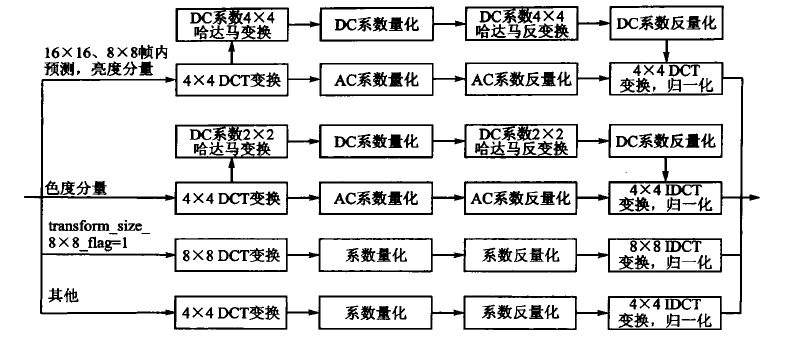 DC系数4×4
哈达马变换
DC系数量化
DC系数4×4
哈达马反变换
DC系数反量化
16×16、8×8帧内
预测，亮度分量
4×4 DCT变换
AC系数量化
AC系数反量化
4×4 DCT
变换，归一化
DC系数2×2
哈达马变换
DC系数量化
DC系数2×2
哈达马反变换
DC系数反量化
色度分量
4×4 DCT变换
AC系数量化
AC系数反量化
4×4 IDCT
变换，归一化
transform_size_
8×8_flag=1
8×8 DCT变换
系数量化
系数反量化
8×8 IDCT
变换，归一化
其他
4×4 DCT变换
系数量化
系数反量化
4×4 IDCT
变换，归一化